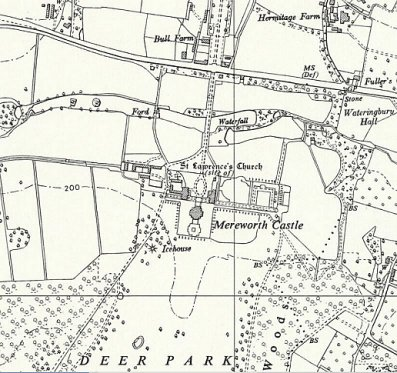 Hermitage Farm
Bull Farm
MS
(Def)
Fuller's
Stone
Ford
Waterfall
Wateringbury
Hall
St Lawrence's Church
(site of)
200
Mereworth Castle
BS
Icehouse
BS
BS
DEER PARK
Woods